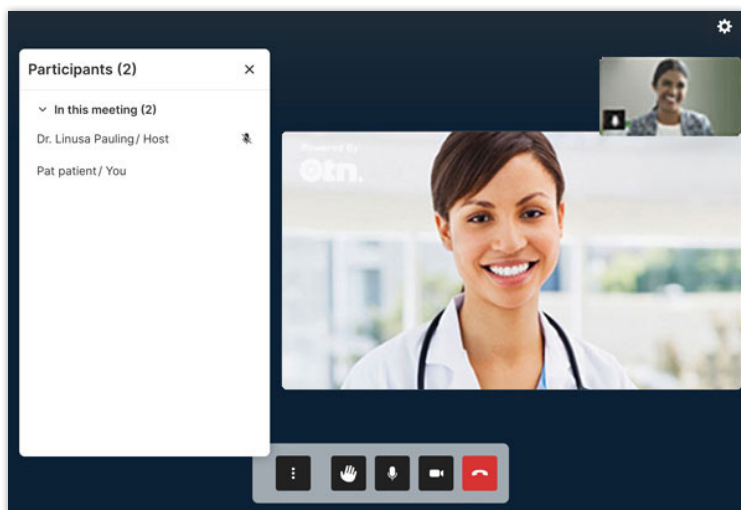 Participants (2)
In this meeting (2)
Dr. Linusa Pauling / Host
Pat patient / You
Powered By
Otn.